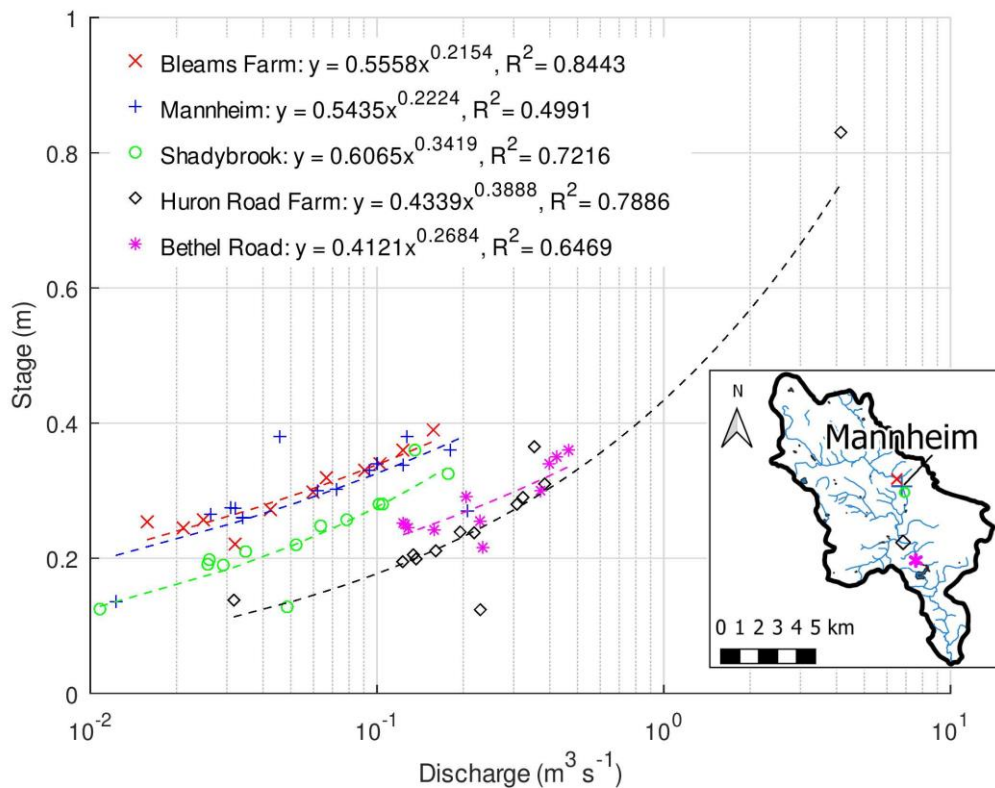 1
0.8
0.6
0.4
0.2
0
Stage (m)
Bleams Farm: y = 0.5558x^0.2154, R^2 = 0.8443
Mannheim: y = 0.5435x^0.2224, R^2 = 0.4991
Shadybrook: y = 0.6065x^0.3419, R^2 = 0.7216
Huron Road Farm: y = 0.4339x^0.3888, R^2 = 0.7886
Bethel Road: y = 0.4121x^0.2684, R^2 = 0.6469
N
Mannheim
0 1 2 3 4 5 km
10^-2 10^-1 10^0 10^1
Discharge (m^3 s^-1)